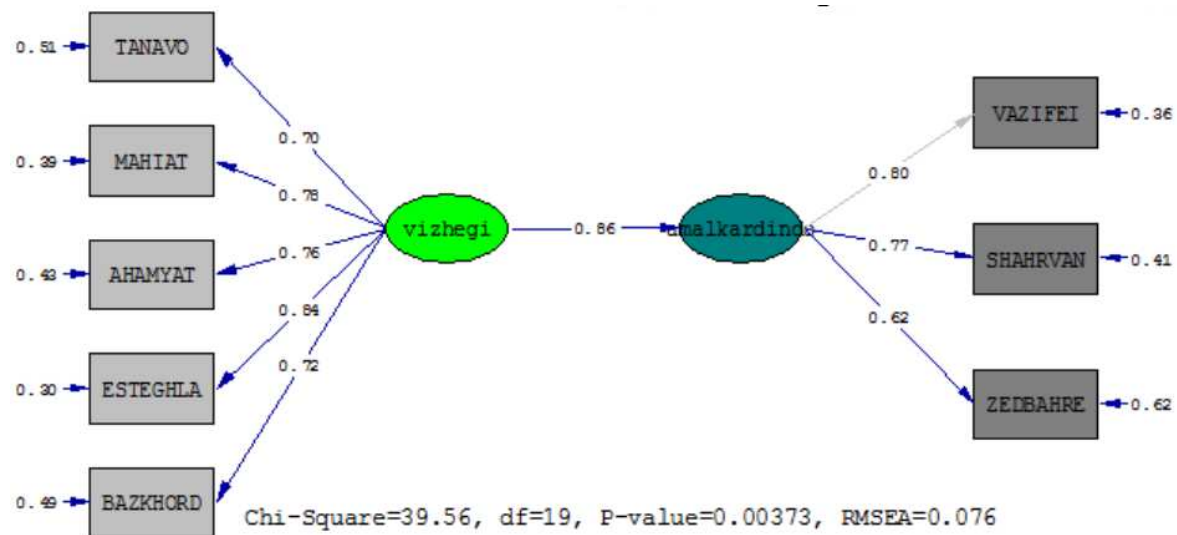 0.51
TANAVO
0.70
0.39
MAHIAT
0.78
0.43
AHAMYAT
0.76
0.30
ESTEGHLA
0.84
0.49
BAZKHORD
0.72
vizhegi
0.86
VAZIFEI
0.36
0.80
SHAHRVAN
0.41
0.77
ZEDBAHRE
0.62
0.62
Chi-Square=39.56, df=19, P-value=0.00373, RMSEA=0.076